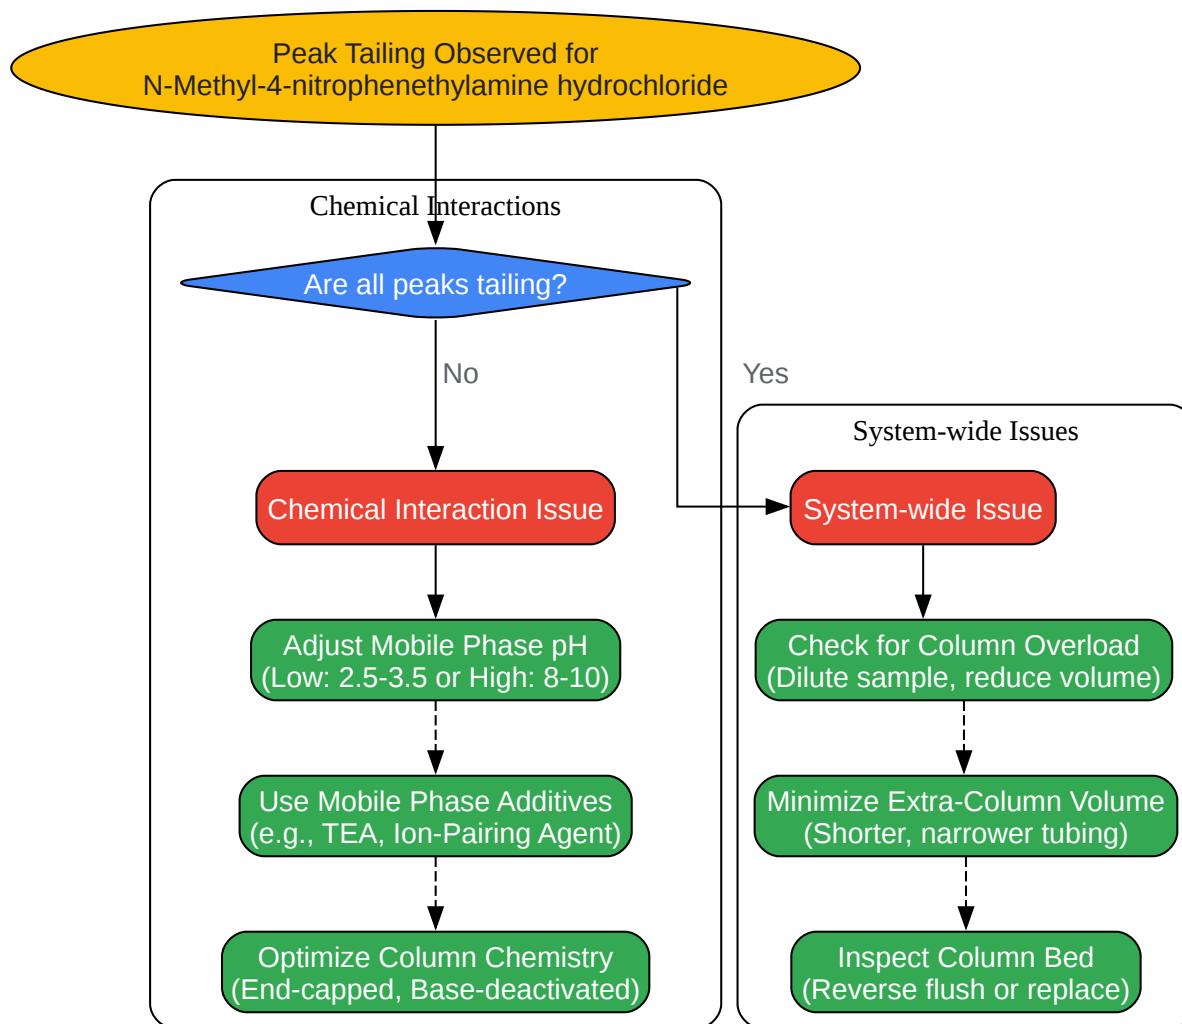 Peak Tailing Observed for
N-Methyl-4-nitrophenethylamine hydrochloride
Chemical Interactions
Are all peaks tailing?
No
Yes
System-wide Issues
Chemical Interaction Issue
System-wide Issue
Adjust Mobile Phase pH
(Low: 2.5-3.5 or High: 8-10)
Check for Column Overload
(Dilute sample, reduce volume)
Use Mobile Phase Additives
(e.g., TEA, Ion-Pairing Agent)
Minimize Extra-Column Volume
(Shorter, narrower tubing)
Optimize Column Chemistry
(End-capped, Base-deactivated)
Inspect Column Bed
(Reverse flush or replace)